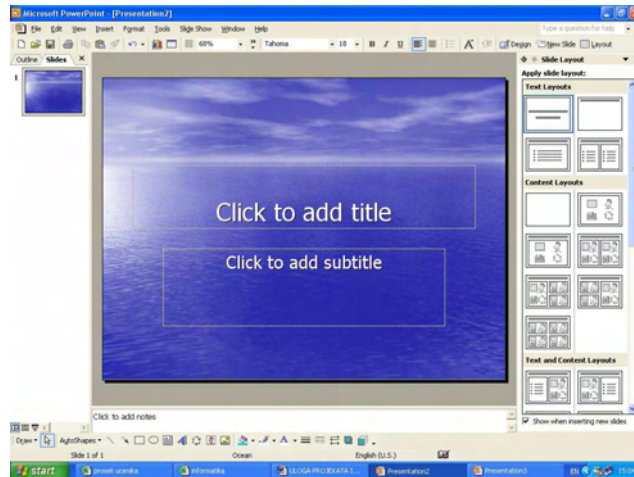 Microsoft PowerPoint - [Presentation2]
File Edit View Insert Format Tools Slide Show Window Help
Type a question for help
60% Tahoma 18 B I U Design New Slide Layout
Outline Slides
Slide Layout
Apply slide layout:
Text Layouts
1
Click to add title
Content Layouts
Click to add subtitle
Text and Content Layouts
Click to add notes
Show when inserting new slides
Draw AutoShapes
Slide 1 of 1 Ocean English (U.S.)
start prosek ucenika informatika ULOGA PROJEKATA Presentation2 Presentation3 EN